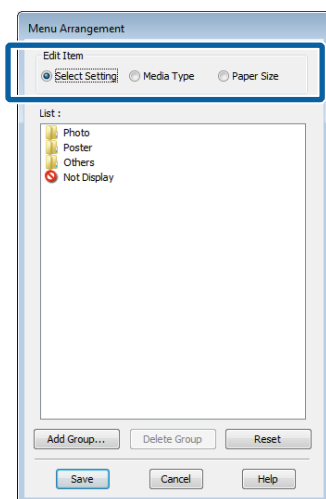 Menu Arrangement
Edit Item
Select Setting Media Type Paper Size
List :
Photo
Poster
Others
Not Display
Add Group... Delete Group Reset
Save Cancel Help